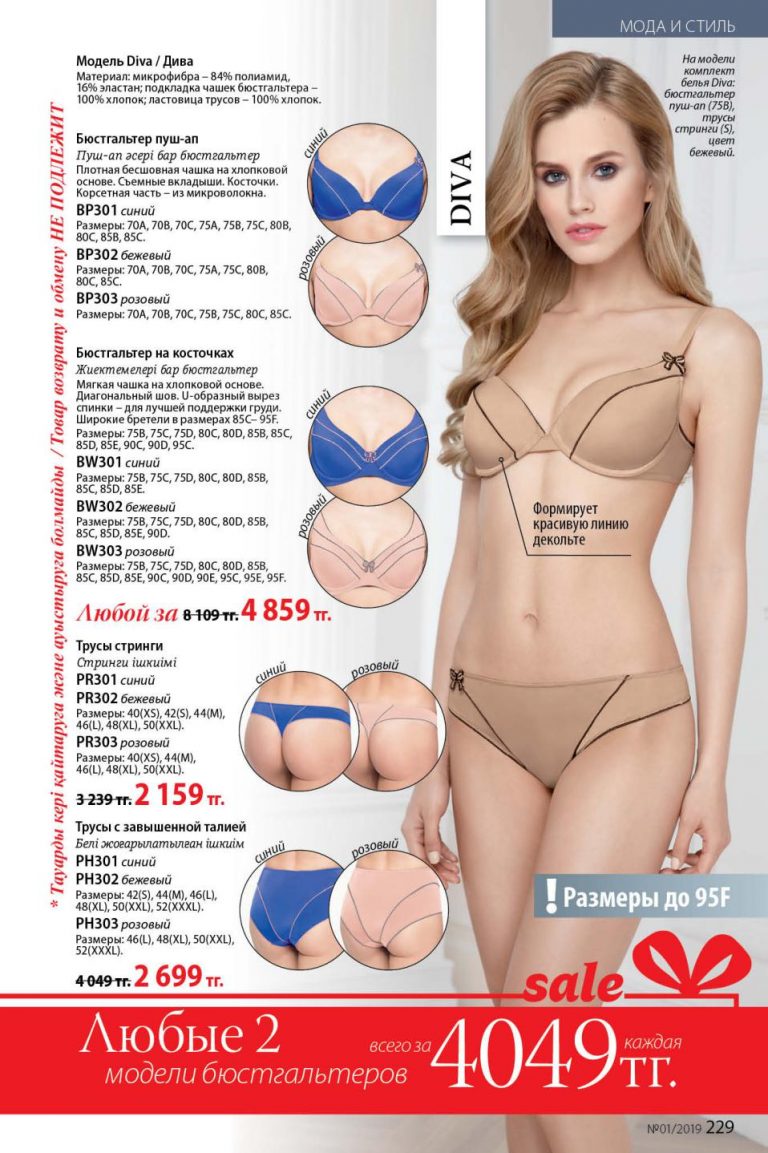 МОДА И СТИЛЬ
На модели
комплект
белья Diva:
бюстгальтер
пуш-ап (75B),
трусы
стринги (S),
цвет
бежевый.
DIVA
* Тауарды кері қайтаруға және ауыстыруға болмайды / Товар возврату и обмену НЕ ПОДЛЕЖИТ
Модель Diva / Дива
Материал: микрофибра – 84% полиамид,
16% эластан; подкладка чашек бюстгальтера –
100% хлопок; ластовица трусов – 100% хлопок.
Бюстгальтер пуш-ап
Пуш-ап әсері бар бюстгальтер
Плотная бесшовная чашка на хлопковой
основе. Съемные вкладыши. Косточки.
Корсетная часть – из микроволокна.
BP301 синий
Размеры: 70A, 70B, 70C, 75A, 75B, 75C, 80B,
80C, 85B, 85C.
BP302 бежевый
Размеры: 70A, 70B, 70C, 75A, 75C, 80B,
80C, 85C.
BP303 розовый
Размеры: 70A, 70B, 70C, 75B, 75C, 80C, 85C.
синий
розовый
Бюстгальтер на косточках
Жиектемелері бар бюстгальтер
Мягкая чашка на хлопковой основе.
Диагональный шов. U-образный вырез
спинки – для лучшей поддержки груди.
Широкие бретели в размерах 85C– 95F.
Размеры: 75B, 75C, 75D, 80C, 80D, 85B, 85C,
85D, 85E, 90C, 90D, 95C.
BW301 синий
Размеры: 75B, 75C, 75D, 80C, 80D, 85B,
85C, 85D, 85E.
BW302 бежевый
Размеры: 75B, 75C, 75D, 80C, 80D, 85B,
85C, 85D, 85E, 90D.
BW303 розовый
Размеры: 75B, 75C, 75D, 80C, 80D, 85B,
85C, 85D, 85E, 90C, 90D, 90E, 95C, 95E, 95F.
синий
розовый
Любой за 8 109 тг. 4 859 тг.
Формирует
красивую линию
декольте
Трусы стринги
Стринги ішкиімі
PR301 синий
PR302 бежевый
Размеры: 40(XS), 42(S), 44(M),
46(L), 48(XL), 50(XXL).
PR303 розовый
Размеры: 40(XS), 44(M),
46(L), 48(XL), 50(XXL).
3 239 тг. 2 159 тг.
синий
розовый
Трусы с завышенной талией
Белі жоғарылатылған ішкиім
PH301 синий
PH302 бежевый
Размеры: 42(S), 44(M), 46(L),
48(XL), 50(XXL), 52(XXXL).
PH303 розовый
Размеры: 46(L), 48(XL), 50(XXL),
52(XXXL).
4 049 тг. 2 699 тг.
синий
розовый
! Размеры до 95F
sale
Любые 2
модели бюстгальтеров
всего за
4049 тг.
каждая
№01/2019 229